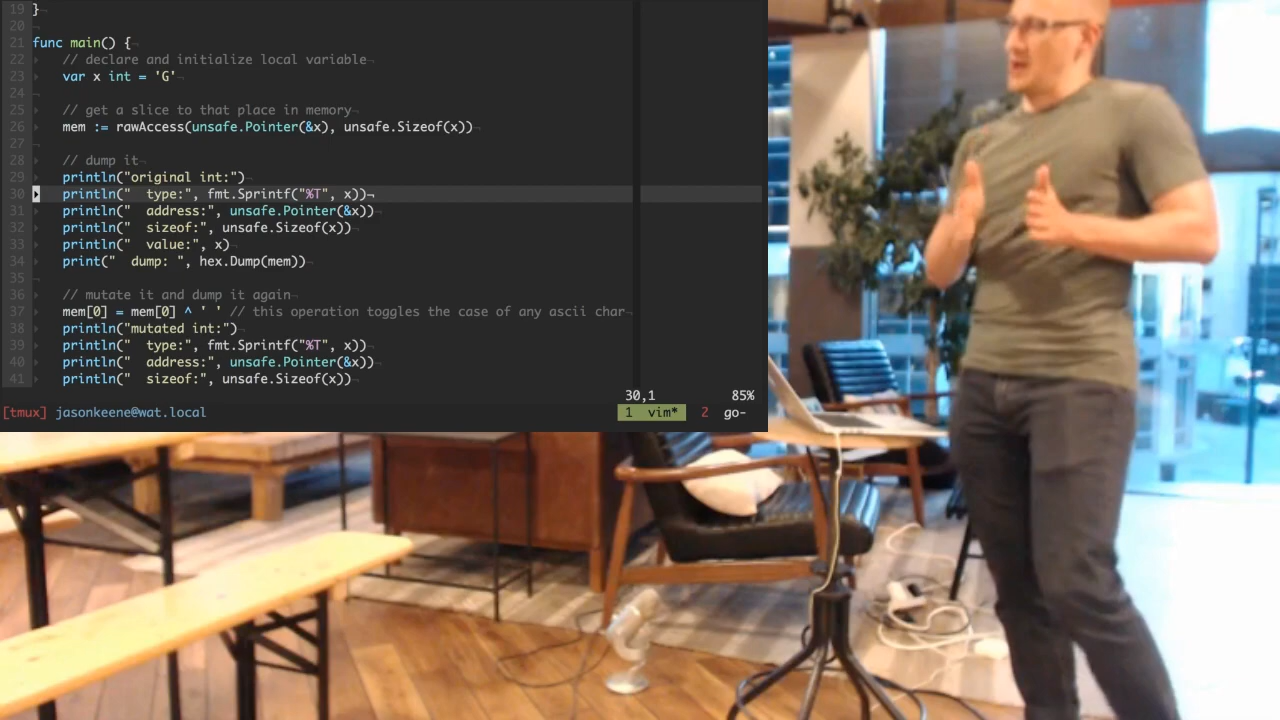 19 }
20
21 func main() {
22 // declare and initialize local variable
23 var x int = 'G'
24
25 // get a slice to that place in memory
26 mem := rawAccess(unsafe.Pointer(&x), unsafe.Sizeof(x))
27
28 // dump it
29 println("original int:")
30 println("  type:", fmt.Sprintf("%T", x))
31 println("  address:", unsafe.Pointer(&x))
32 println("  sizeof:", unsafe.Sizeof(x))
33 println("  value:", x)
34 print("  dump: ", hex.Dump(mem))
35
36 // mutate it and dump it again
37 mem[0] = mem[0] ^ ' ' // this operation toggles the case of any ascii char
38 println("mutated int:")
39 println("  type:", fmt.Sprintf("%T", x))
40 println("  address:", unsafe.Pointer(&x))
41 println("  sizeof:", unsafe.Sizeof(x))
30,1 85%
[tmux] jasonkeene@wat.local 1 vim* 2 go-